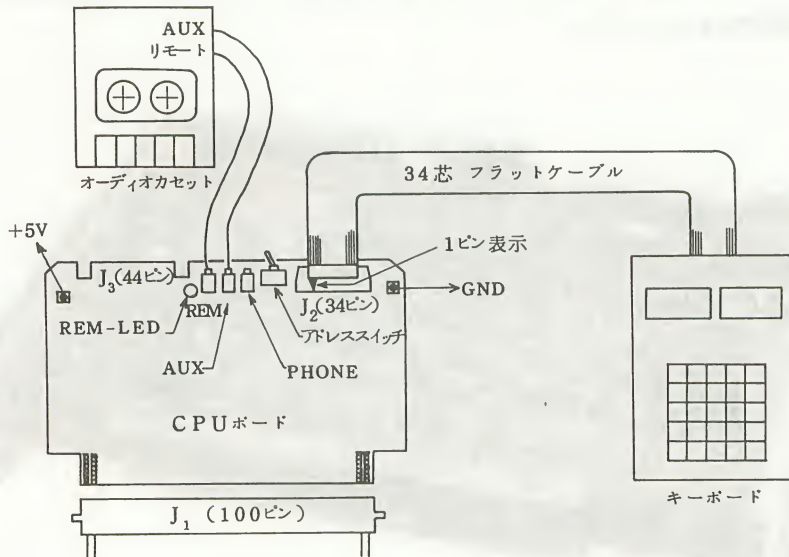 AUX
リモート
オーディオカセット
34芯 フラットケーブル
+5V
1ピン表示
J3(44ピン)
GND
REM
J2(34ピン)
REM-LED
アドレススイッチ
AUX
PHONE
CPUボード
キーボード
J1 (100ピン)